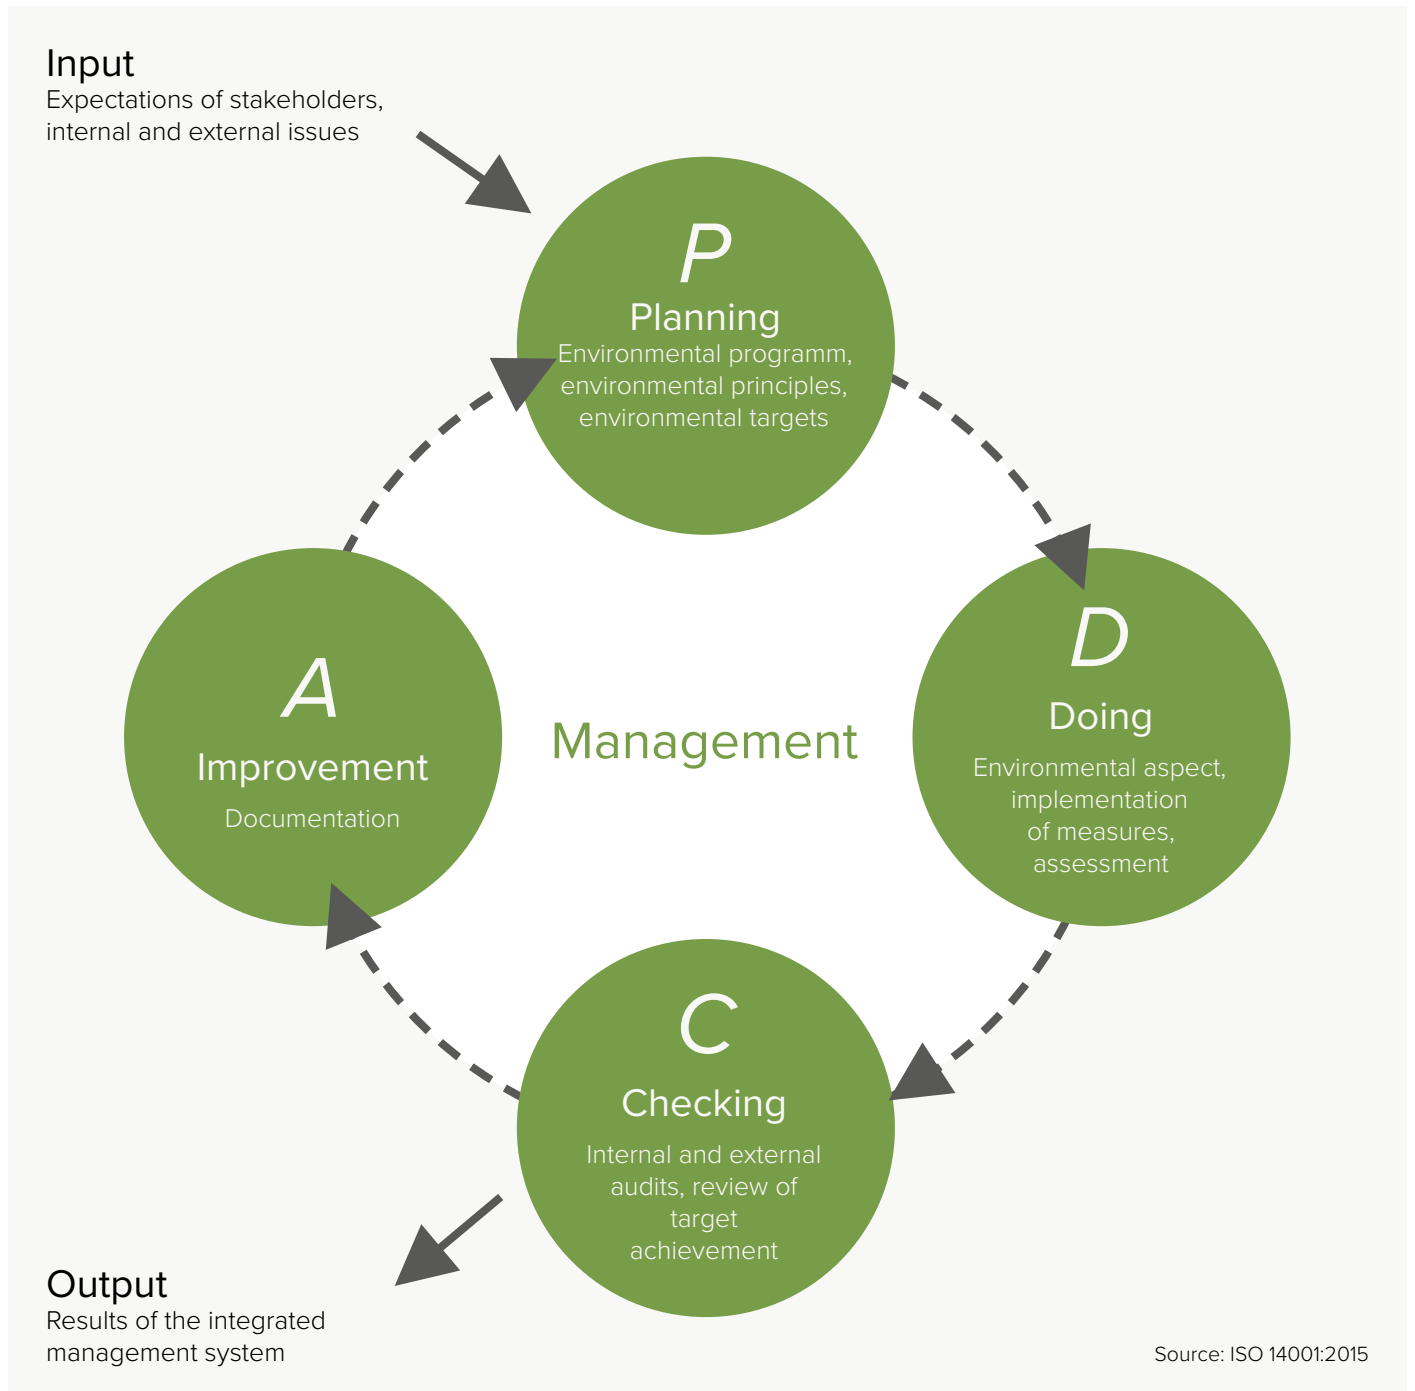 Input
Expectations of stakeholders,
internal and external issues
P
Planning
Environmental programm,
environmental principles,
environmental targets
D
Doing
Environmental aspect,
implementation
of measures,
assessment
Management
A
Improvement
Documentation
C
Checking
Internal and external
audits, review of
target
achievement
Output
Results of the integrated
management system
Source: ISO 14001:2015